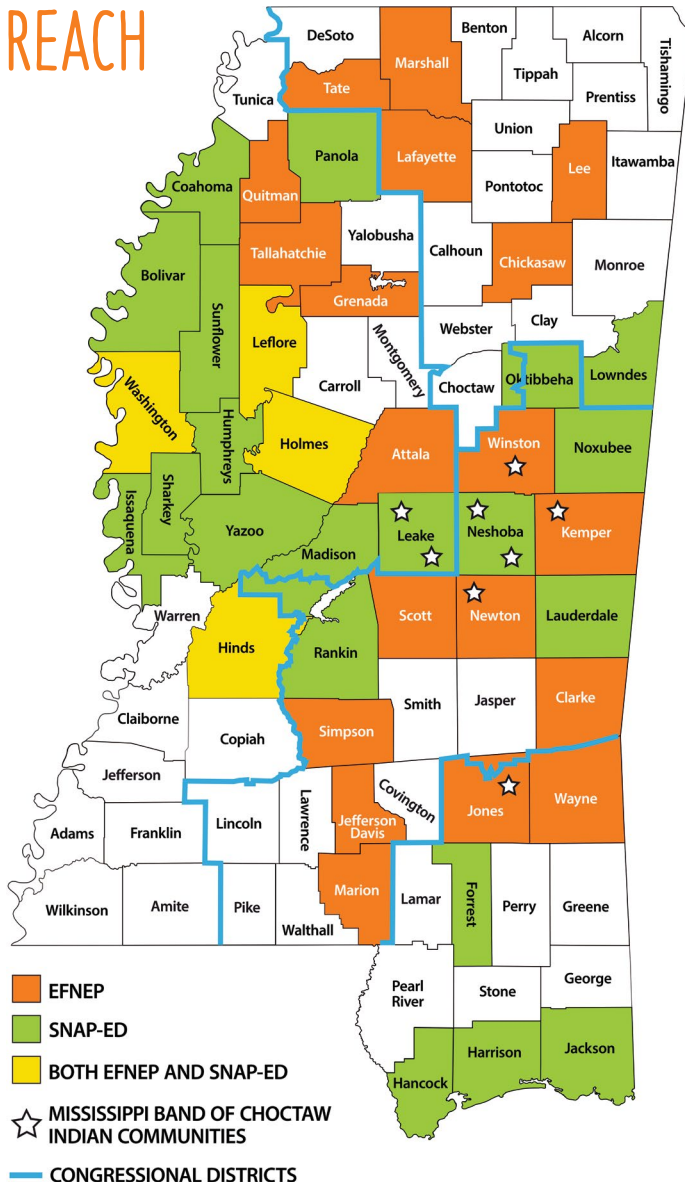 REACH
DeSoto
Benton
Alcorn
Tishamingo
Marshall
Tippah
Tate
Tunica
Prentiss
Union
Panola
Lafayette
Lee
Itawamba
Coahoma
Quitman
Pontotoc
Yalobusha
Tallahatchie
Calhoun
Chickasaw
Monroe
Bolivar
Grenada
Sunflower
Leflore
Montgomery
Webster
Clay
Carroll
Choctaw
Oktibbeha
Lowndes
Washington
Humphreys
Holmes
Attala
Winston
Noxubee
Issaquena
Sharkey
Yazoo
Leake
Neshoba
Kemper
Madison
Warren
Scott
Newton
Lauderdale
Hinds
Rankin
Smith
Jasper
Clarke
Claiborne
Copiah
Simpson
Jefferson
Covington
Jones
Wayne
Lawrence
Jefferson
Davis
Adams
Franklin
Lincoln
Marion
Lamar
Forrest
Perry
Greene
Wilkinson
Amite
Pike
Walthall
Pearl
River
Stone
George
EFNEP
SNAP-ED
Harrison
Jackson
BOTH EFNEP AND SNAP-ED
Hancock
MISSISSIPPI BAND OF CHOCTAW
INDIAN COMMUNITIES
CONGRESSIONAL DISTRICTS